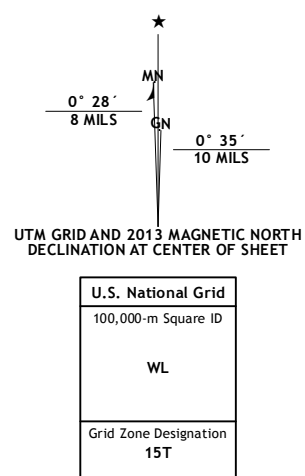 MN
0° 28´
8 MILS
GN
0° 35´
10 MILS
UTM GRID AND 2013 MAGNETIC NORTH
DECLINATION AT CENTER OF SHEET
U.S. National Grid
100,000-m Square ID
WL
Grid Zone Designation
15T